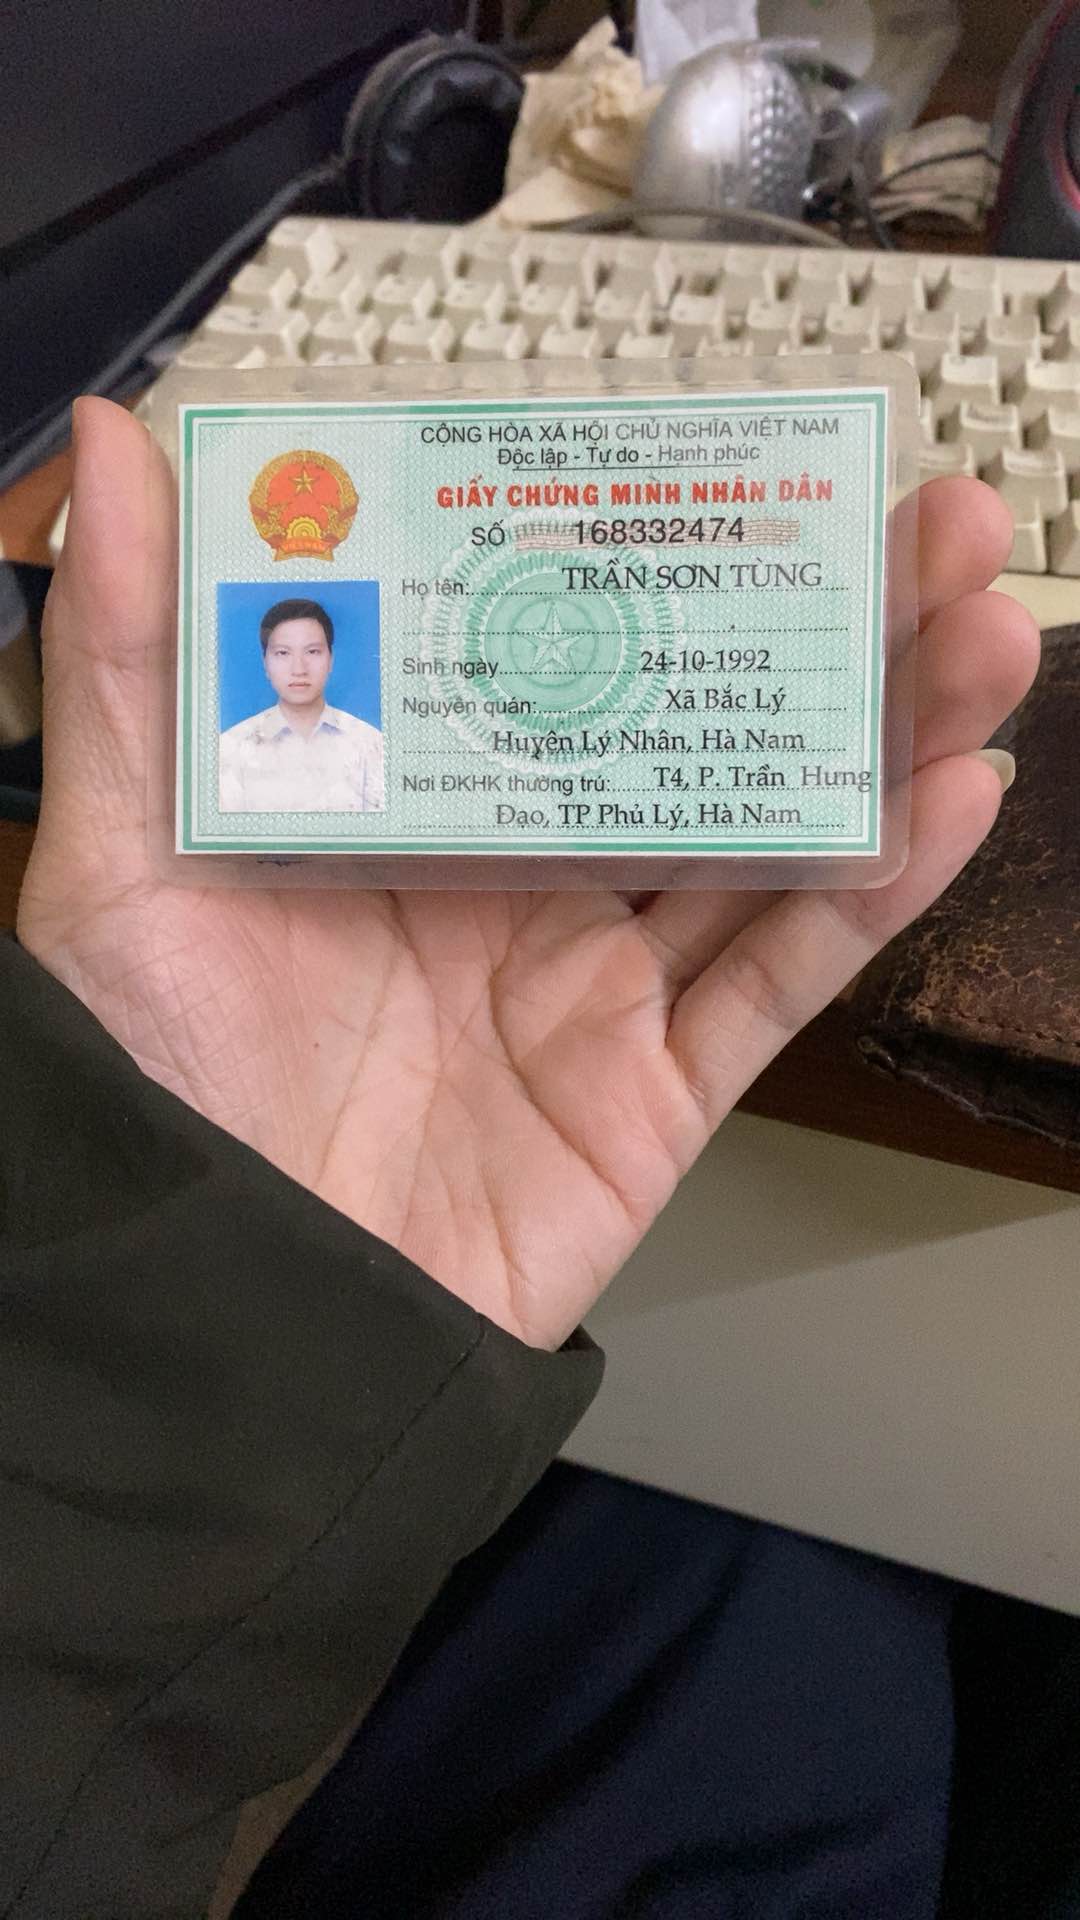 CỘNG HÒA XÃ HỘI CHỦ NGHĨA VIỆT NAM
Độc lập - Tự do - Hạnh phúc
GIẤY CHỨNG MINH NHÂN DÂN
SỐ 168332474
Họ tên: TRẦN SƠN TÙNG
Sinh ngày 24-10-1992
Nguyên quán: Xã Bắc Lý
Huyện Lý Nhân, Hà Nam
Nơi ĐKHK thường trú: T4, P. Trần Hưng
Đạo, TP Phủ Lý, Hà Nam